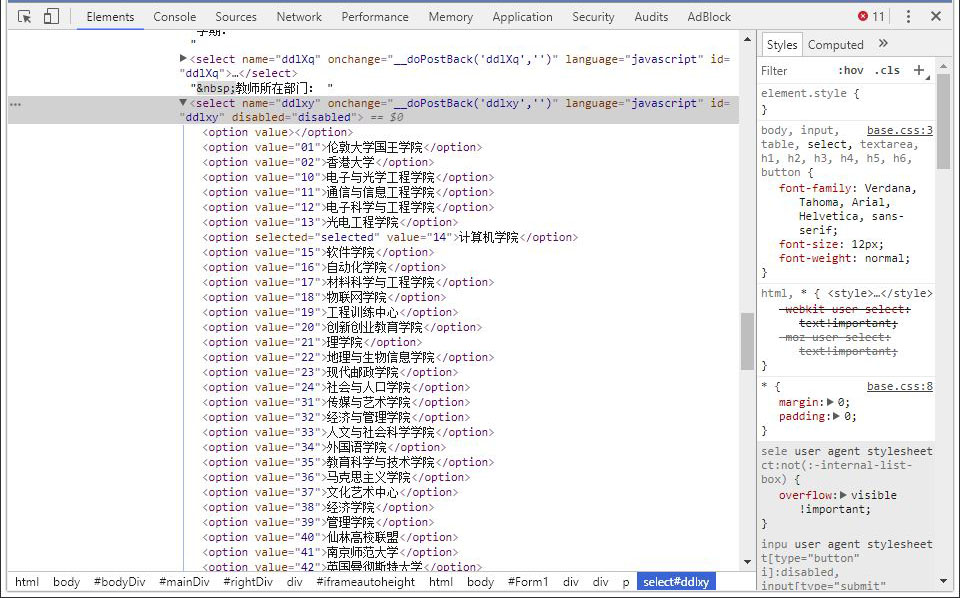 Elements Console Sources Network Performance Memory Application Security Audits AdBlock 11
学期：
"
<select name="ddlXq" onchange="__doPostBack('ddlXq','')" language="javascript" id=
"ddlXq">…</select>
"&nbsp;教师所在部门： "
<select name="ddlxy" onchange="__doPostBack('ddlxy','')" language="javascript" id=
"ddlxy" disabled="disabled"> == $0
<option value></option>
<option value="01">伦敦大学国王学院</option>
<option value="02">香港大学</option>
<option value="10">电子与光学工程学院</option>
<option value="11">通信与信息工程学院</option>
<option value="12">电子科学与工程学院</option>
<option value="13">光电工程学院</option>
<option selected="selected" value="14">计算机学院</option>
<option value="15">软件学院</option>
<option value="16">自动化学院</option>
<option value="17">材料科学与工程学院</option>
<option value="18">物联网学院</option>
<option value="19">工程训练中心</option>
<option value="20">创新创业教育学院</option>
<option value="21">理学院</option>
<option value="22">地理与生物信息学院</option>
<option value="23">现代邮政学院</option>
<option value="24">社会与人口学院</option>
<option value="31">传媒与艺术学院</option>
<option value="32">经济与管理学院</option>
<option value="33">人文与社会科学学院</option>
<option value="34">外国语学院</option>
<option value="35">教育科学与技术学院</option>
<option value="36">马克思主义学院</option>
<option value="37">文化艺术中心</option>
<option value="38">经济学院</option>
<option value="39">管理学院</option>
<option value="40">仙林高校联盟</option>
<option value="41">南京师范大学</option>
<option value="42">英国曼彻斯特大学</option>
html body #bodyDiv #mainDiv #rightDiv div #iframeautoheight html body #Form1 div div p select#ddlxy
Styles Computed »
Filter :hov .cls +
element.style {
}
body, input, base.css:3
table, select, textarea,
h1, h2, h3, h4, h5, h6,
button {
font-family: Verdana,
Tahoma, Arial,
Helvetica, sans-
serif;
font-size: 12px;
font-weight: normal;
}
html, * { <style>…</style>
-webkit-user-select:
text!important;
-moz-user-select:
text!important;
}
* { base.css:8
margin: 0;
padding: 0;
}
sele user agent stylesheet
ct:not(:-internal-list-
box) {
overflow: visible
!important;
}
inpu user agent stylesheet
t[type="button"
i]:disabled,
input[type="submit"